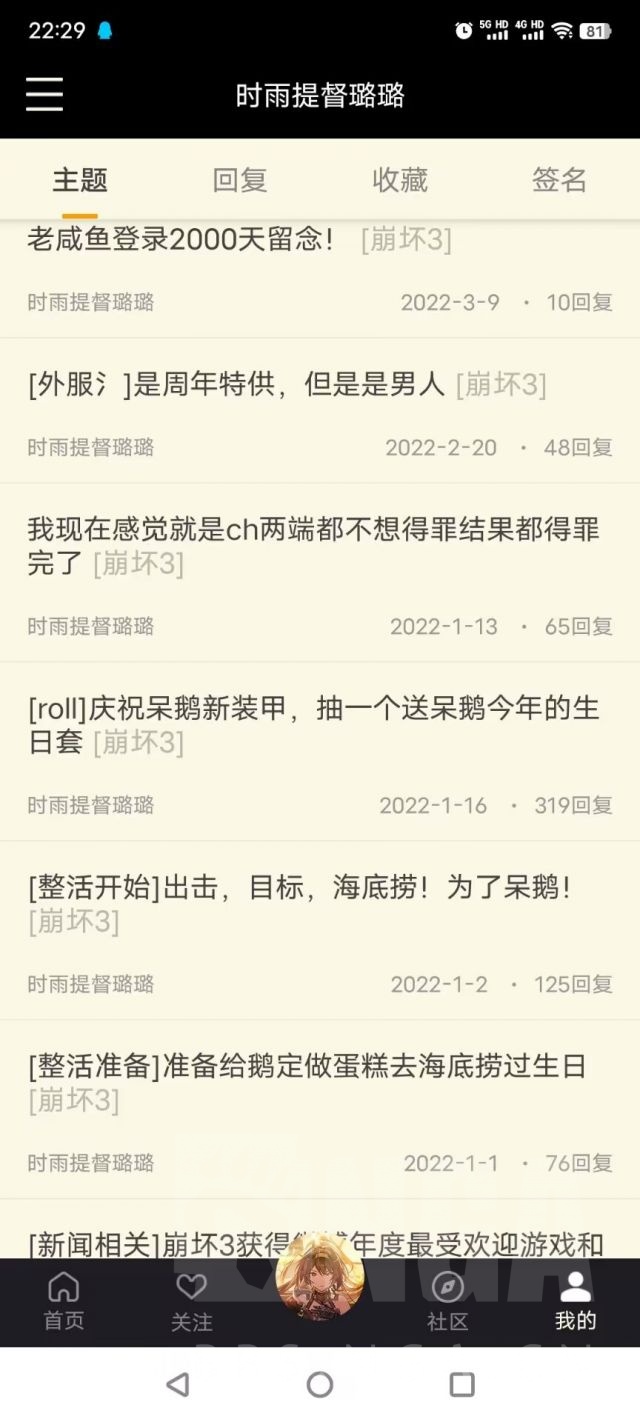 22:29
5G HD 4G HD 81
时雨提督璐璐
主题 回复 收藏 签名
老咸鱼登录2000天留念! [崩坏3]
时雨提督璐璐 2022-3-9 · 10回复
[外服氵]是周年特供，但是是男人 [崩坏3]
时雨提督璐璐 2022-2-20 · 48回复
我现在感觉就是ch两端都不想得罪结果都得罪
完了 [崩坏3]
时雨提督璐璐 2022-1-13 · 65回复
[roll]庆祝呆鹅新装甲，抽一个送呆鹅今年的生
日套 [崩坏3]
时雨提督璐璐 2022-1-16 · 319回复
[整活开始]出击，目标，海底捞！为了呆鹅！
[崩坏3]
时雨提督璐璐 2022-1-2 · 125回复
[整活准备]准备给鹅定做蛋糕去海底捞过生日
[崩坏3]
时雨提督璐璐 2022-1-1 · 76回复
[新闻相关]崩坏3获得 年度最受欢迎游戏和
首页 关注 社区 我的